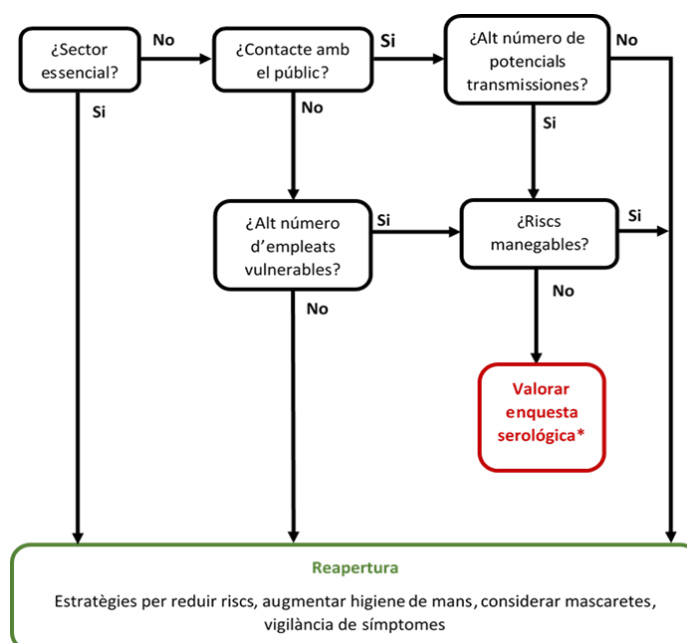 ¿Sector
essencial?
No
¿Contacte amb
el públic?
Si
¿Alt número de
potencials
transmissiones?
No
Si
No
Si
¿Alt número
d'empleats
vulnerables?
Si
¿Riscs
manegables?
Si
No
No
Valorar
enquesta
serológica*
Reapertura
Estratègies per reduir riscs, augmentar higiene de mans, considerar mascaretes,
vigilància de símptomes